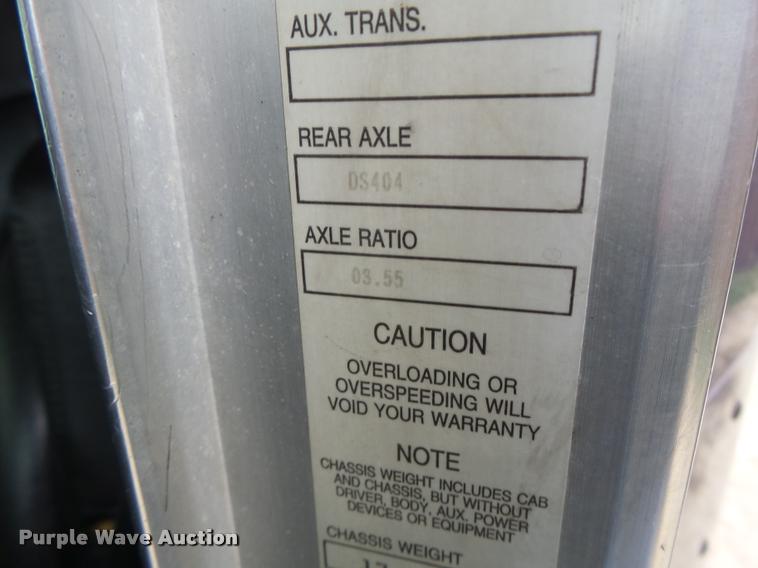 AUX. TRANS.
REAR AXLE
DS404
AXLE RATIO
03.55
CAUTION
OVERLOADING OR
OVERSPEEDING WILL
VOID YOUR WARRANTY
NOTE
CHASSIS WEIGHT INCLUDES CAB
AND CHASSIS, BUT WITHOUT
DRIVER, BODY, AUX. POWER
DEVICES OR EQUIPMENT
CHASSIS WEIGHT
Purple Wave Auction